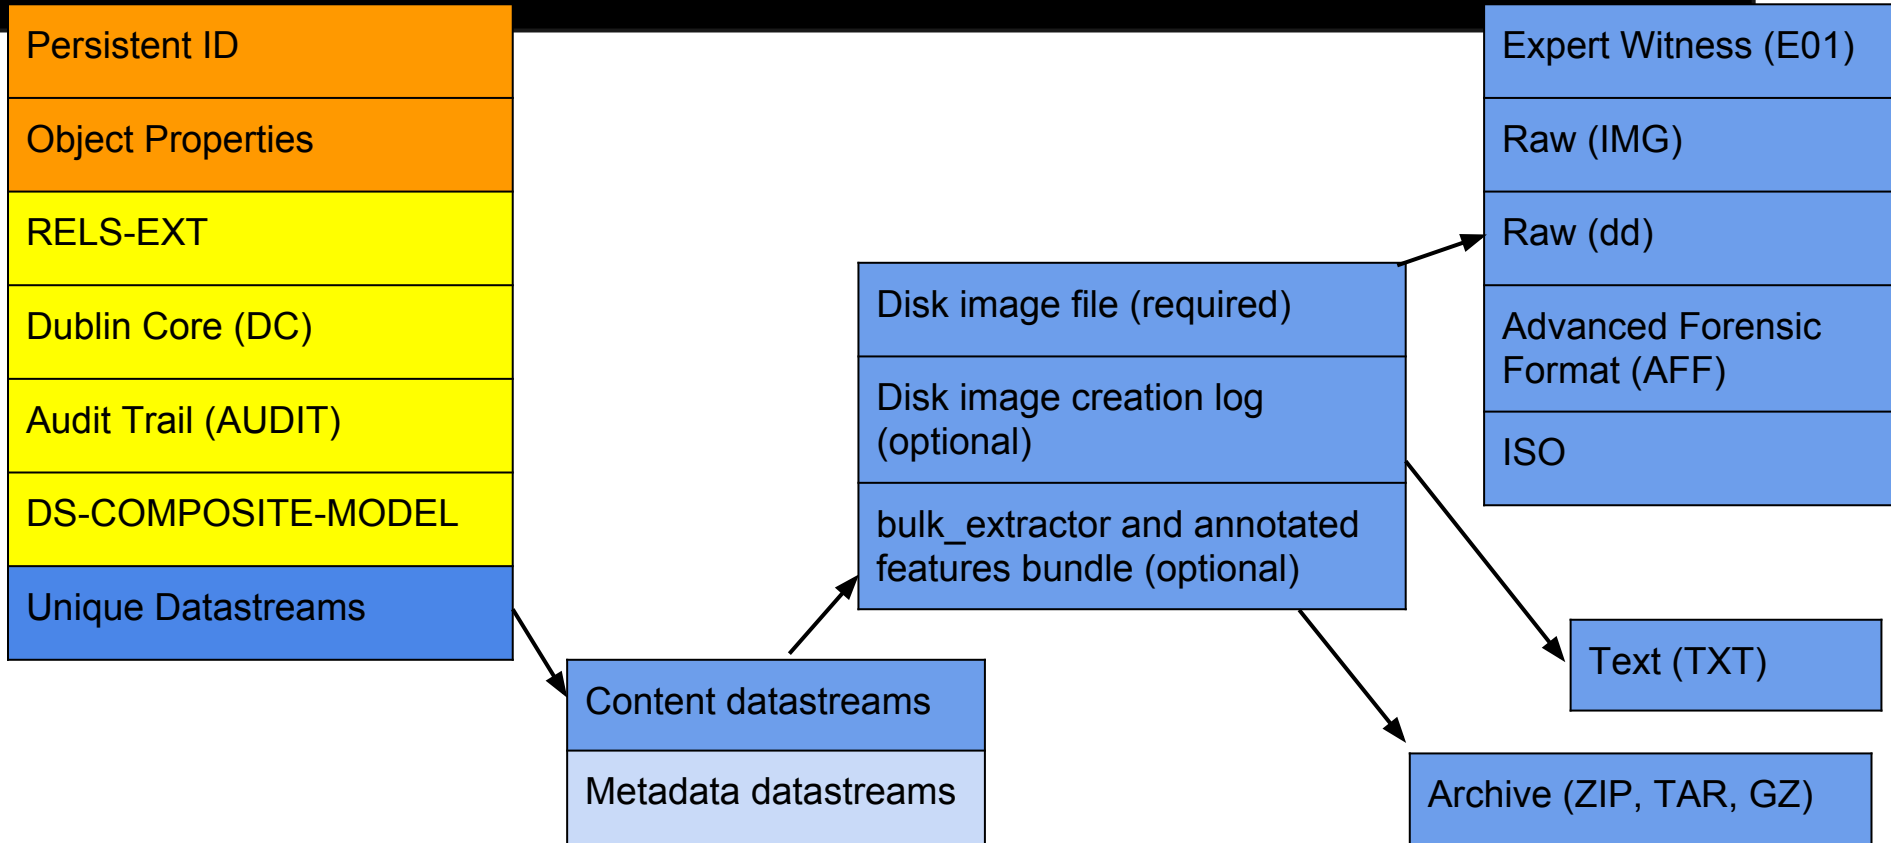 Persistent ID
Object Properties
RELS-EXT
Dublin Core (DC)
Audit Trail (AUDIT)
DS-COMPOSITE-MODEL
Unique Datastreams
Content datastreams
Metadata datastreams
Disk image file (required)
Disk image creation log
(optional)
bulk_extractor and annotated
features bundle (optional)
Expert Witness (E01)
Raw (IMG)
Raw (dd)
Advanced Forensic
Format (AFF)
ISO
Text (TXT)
Archive (ZIP, TAR, GZ)